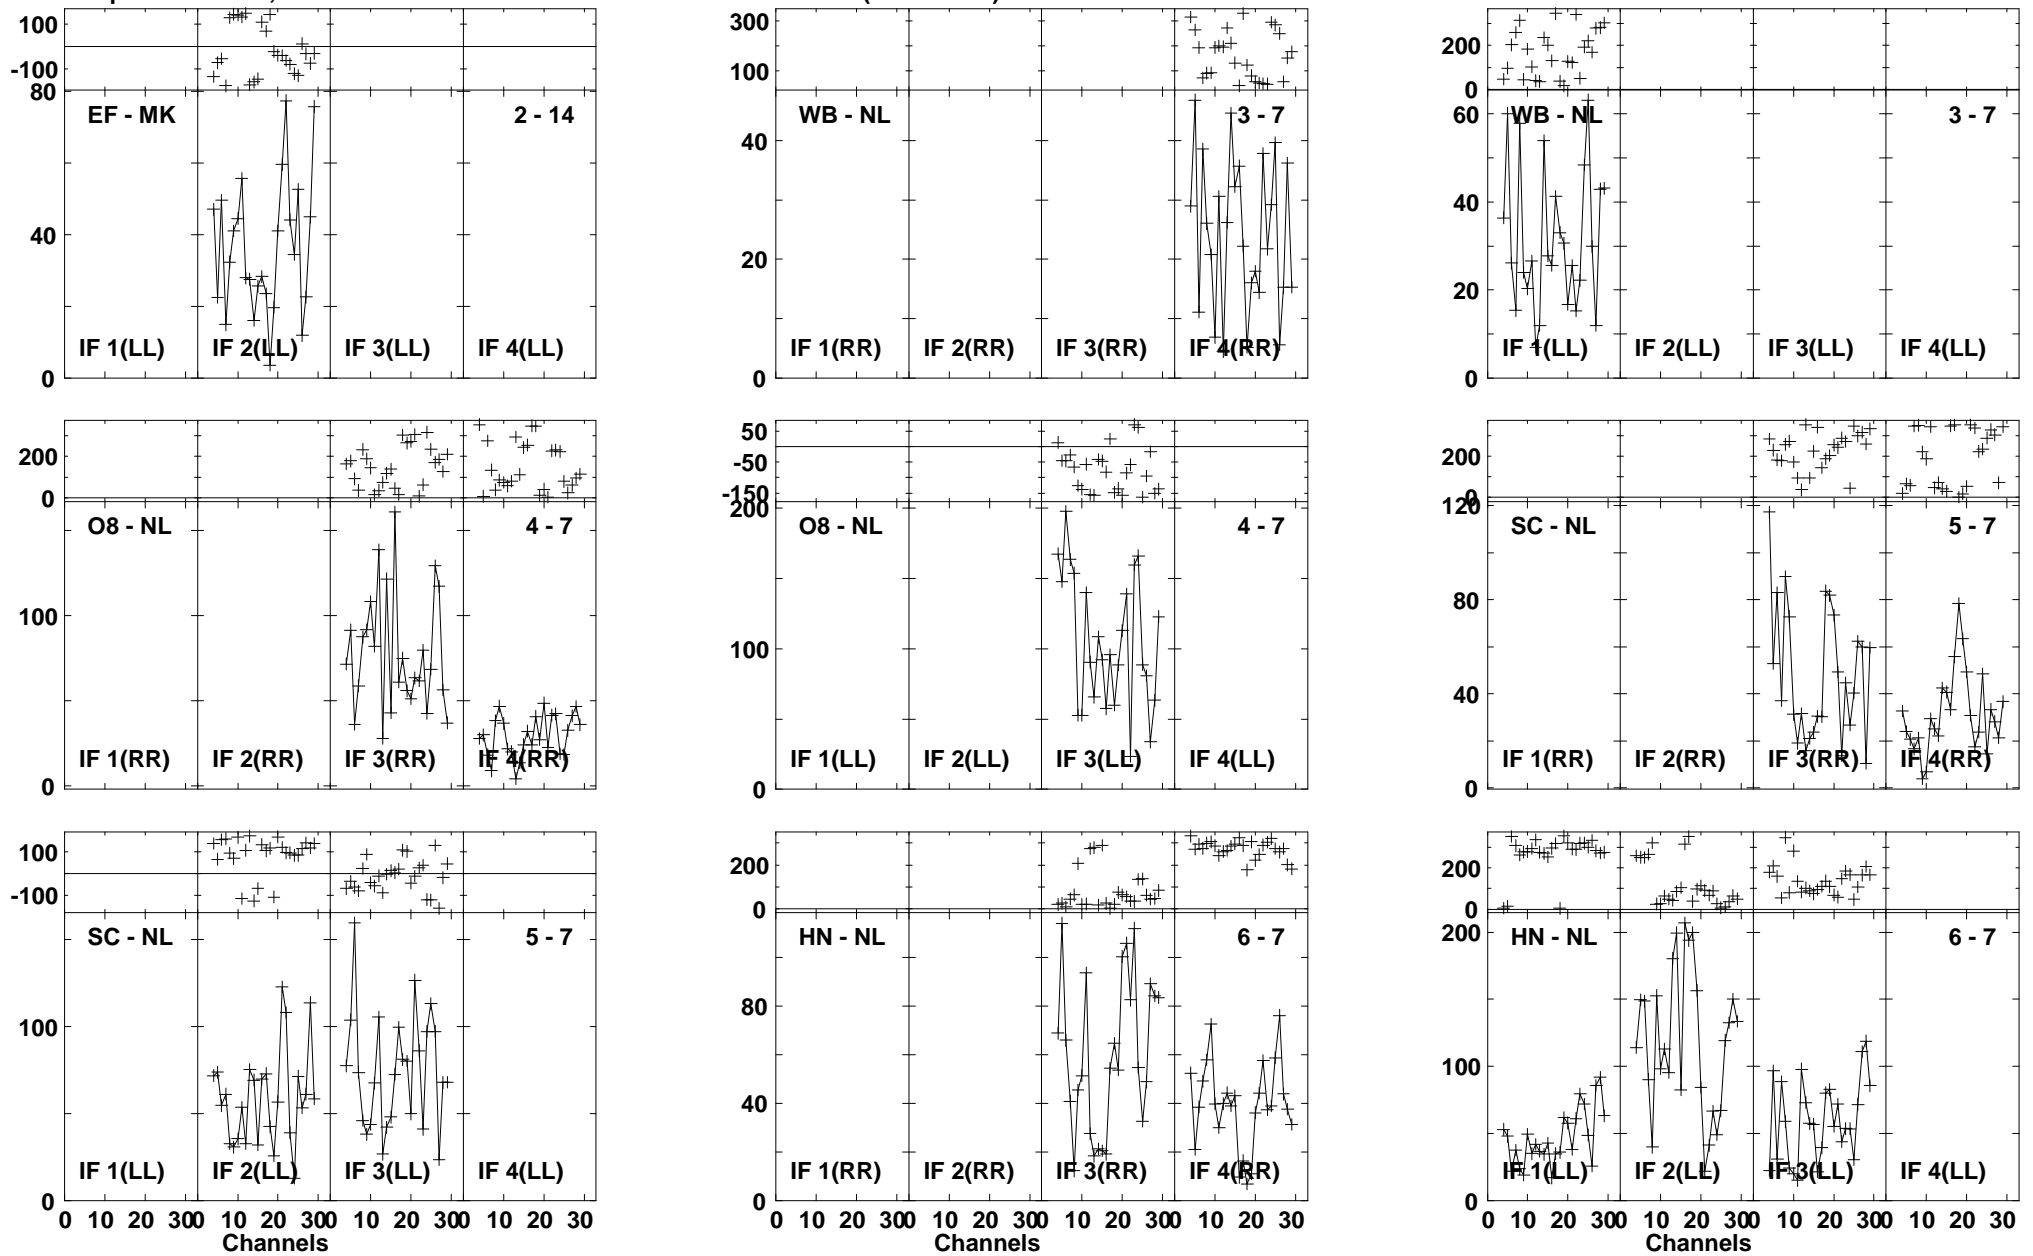 100
-100
80
40
0
EF - MK
2 - 14
IF 1(LL)
IF 2(LL)
IF 3(LL)
IF 4(LL)
300
100
40
20
0
WB - NL
3 - 7
IF 1(RR)
IF 2(RR)
IF 3(RR)
IF 4(RR)
200
0
60
40
20
0
WB - NL
3 - 7
IF 1(LL)
IF 2(LL)
IF 3(LL)
IF 4(LL)
200
0
100
0
O8 - NL
4 - 7
IF 1(RR)
IF 2(RR)
IF 3(RR)
IF 4(RR)
50
-50
-150
200
100
0
O8 - NL
4 - 7
IF 1(LL)
IF 2(LL)
IF 3(LL)
IF 4(LL)
200
0
120
80
40
0
SC - NL
5 - 7
IF 1(RR)
IF 2(RR)
IF 3(RR)
IF 4(RR)
100
-100
100
0
SC - NL
5 - 7
IF 1(LL)
IF 2(LL)
IF 3(LL)
IF 4(LL)
0 10 20 30 0 10 20 30 0 10 20 30 0 10 20 30
Channels
200
0
80
40
0
HN - NL
6 - 7
IF 1(RR)
IF 2(RR)
IF 3(RR)
IF 4(RR)
0 10 20 30 0 10 20 30 0 10 20 30 0 10 20 30
Channels
200
0
200
100
0
HN - NL
6 - 7
IF 1(LL)
IF 2(LL)
IF 3(LL)
IF 4(LL)
0 10 20 30 0 10 20 30 0 10 20 30 0 10 20 30
Channels